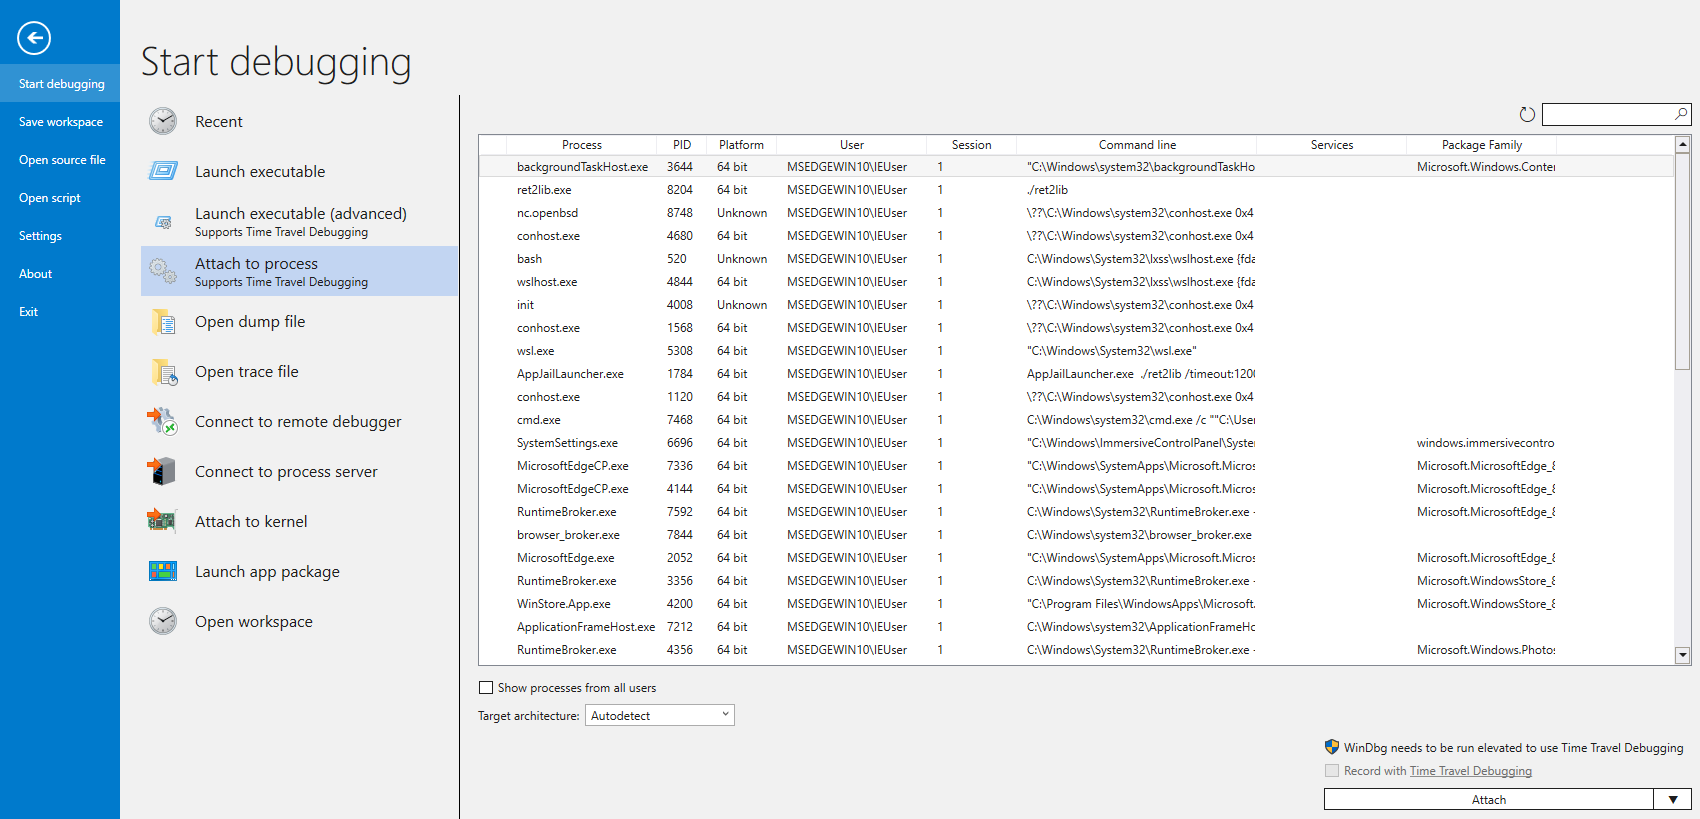 Start debugging
Save workspace
Open source file
Open script
Settings
About
Exit
Start debugging
Recent
Launch executable
Launch executable (advanced)
Supports Time Travel Debugging
Attach to process
Supports Time Travel Debugging
Open dump file
Open trace file
Connect to remote debugger
Connect to process server
Attach to kernel
Launch app package
Open workspace
Process PID Platform User Session Command line Services Package Family
backgroundTaskHost.exe 3644 64 bit MSEDGEWIN10\IEUser 1 "C:\Windows\system32\backgroundTaskHo Microsoft.Windows.Conter
ret2lib.exe 8204 64 bit MSEDGEWIN10\IEUser 1 ./ret2lib
nc.openbsd 8748 Unknown MSEDGEWIN10\IEUser 1 \??\C:\Windows\system32\conhost.exe 0x4
conhost.exe 4680 64 bit MSEDGEWIN10\IEUser 1 \??\C:\Windows\system32\conhost.exe 0x4
bash 520 Unknown MSEDGEWIN10\IEUser 1 C:\Windows\System32\lxss\wslhost.exe {fda
wslhost.exe 4844 64 bit MSEDGEWIN10\IEUser 1 C:\Windows\System32\lxss\wslhost.exe {fda
init 4008 Unknown MSEDGEWIN10\IEUser 1 \??\C:\Windows\system32\conhost.exe 0x4
conhost.exe 1568 64 bit MSEDGEWIN10\IEUser 1 \??\C:\Windows\system32\conhost.exe 0x4
wsl.exe 5308 64 bit MSEDGEWIN10\IEUser 1 "C:\Windows\System32\wsl.exe"
AppJailLauncher.exe 1784 64 bit MSEDGEWIN10\IEUser 1 AppJailLauncher.exe ./ret2lib /timeout:1200
conhost.exe 1120 64 bit MSEDGEWIN10\IEUser 1 \??\C:\Windows\system32\conhost.exe 0x4
cmd.exe 7468 64 bit MSEDGEWIN10\IEUser 1 C:\Windows\system32\cmd.exe /c ""C:\User
SystemSettings.exe 6696 64 bit MSEDGEWIN10\IEUser 1 "C:\Windows\ImmersiveControlPanel\System windows.immersivecontro
MicrosoftEdgeCP.exe 7336 64 bit MSEDGEWIN10\IEUser 1 "C:\Windows\SystemApps\Microsoft.Micros Microsoft.MicrosoftEdge_8
MicrosoftEdgeCP.exe 4144 64 bit MSEDGEWIN10\IEUser 1 "C:\Windows\SystemApps\Microsoft.Micros Microsoft.MicrosoftEdge_8
RuntimeBroker.exe 7592 64 bit MSEDGEWIN10\IEUser 1 C:\Windows\System32\RuntimeBroker.exe - Microsoft.MicrosoftEdge_8
browser_broker.exe 7844 64 bit MSEDGEWIN10\IEUser 1 C:\Windows\system32\browser_broker.exe
MicrosoftEdge.exe 2052 64 bit MSEDGEWIN10\IEUser 1 "C:\Windows\SystemApps\Microsoft.Micros Microsoft.MicrosoftEdge_8
RuntimeBroker.exe 3356 64 bit MSEDGEWIN10\IEUser 1 C:\Windows\System32\RuntimeBroker.exe - Microsoft.WindowsStore_8
WinStore.App.exe 4200 64 bit MSEDGEWIN10\IEUser 1 "C:\Program Files\WindowsApps\Microsoft. Microsoft.WindowsStore_8
ApplicationFrameHost.exe 7212 64 bit MSEDGEWIN10\IEUser 1 C:\Windows\system32\ApplicationFrameHo
RuntimeBroker.exe 4356 64 bit MSEDGEWIN10\IEUser 1 C:\Windows\System32\RuntimeBroker.exe - Microsoft.Windows.Photos
Show processes from all users
Target architecture: Autodetect
WinDbg needs to be run elevated to use Time Travel Debugging
Record with Time Travel Debugging
Attach